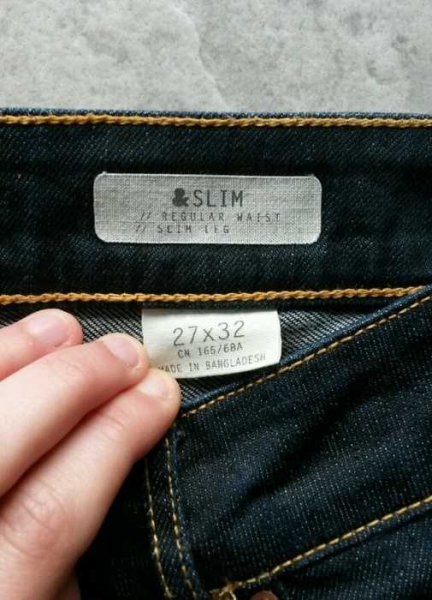 &SLIM
// REGULAR WAIST
// SLIM LEG
27x32
CN 165/68A
MADE IN BANGLADESH